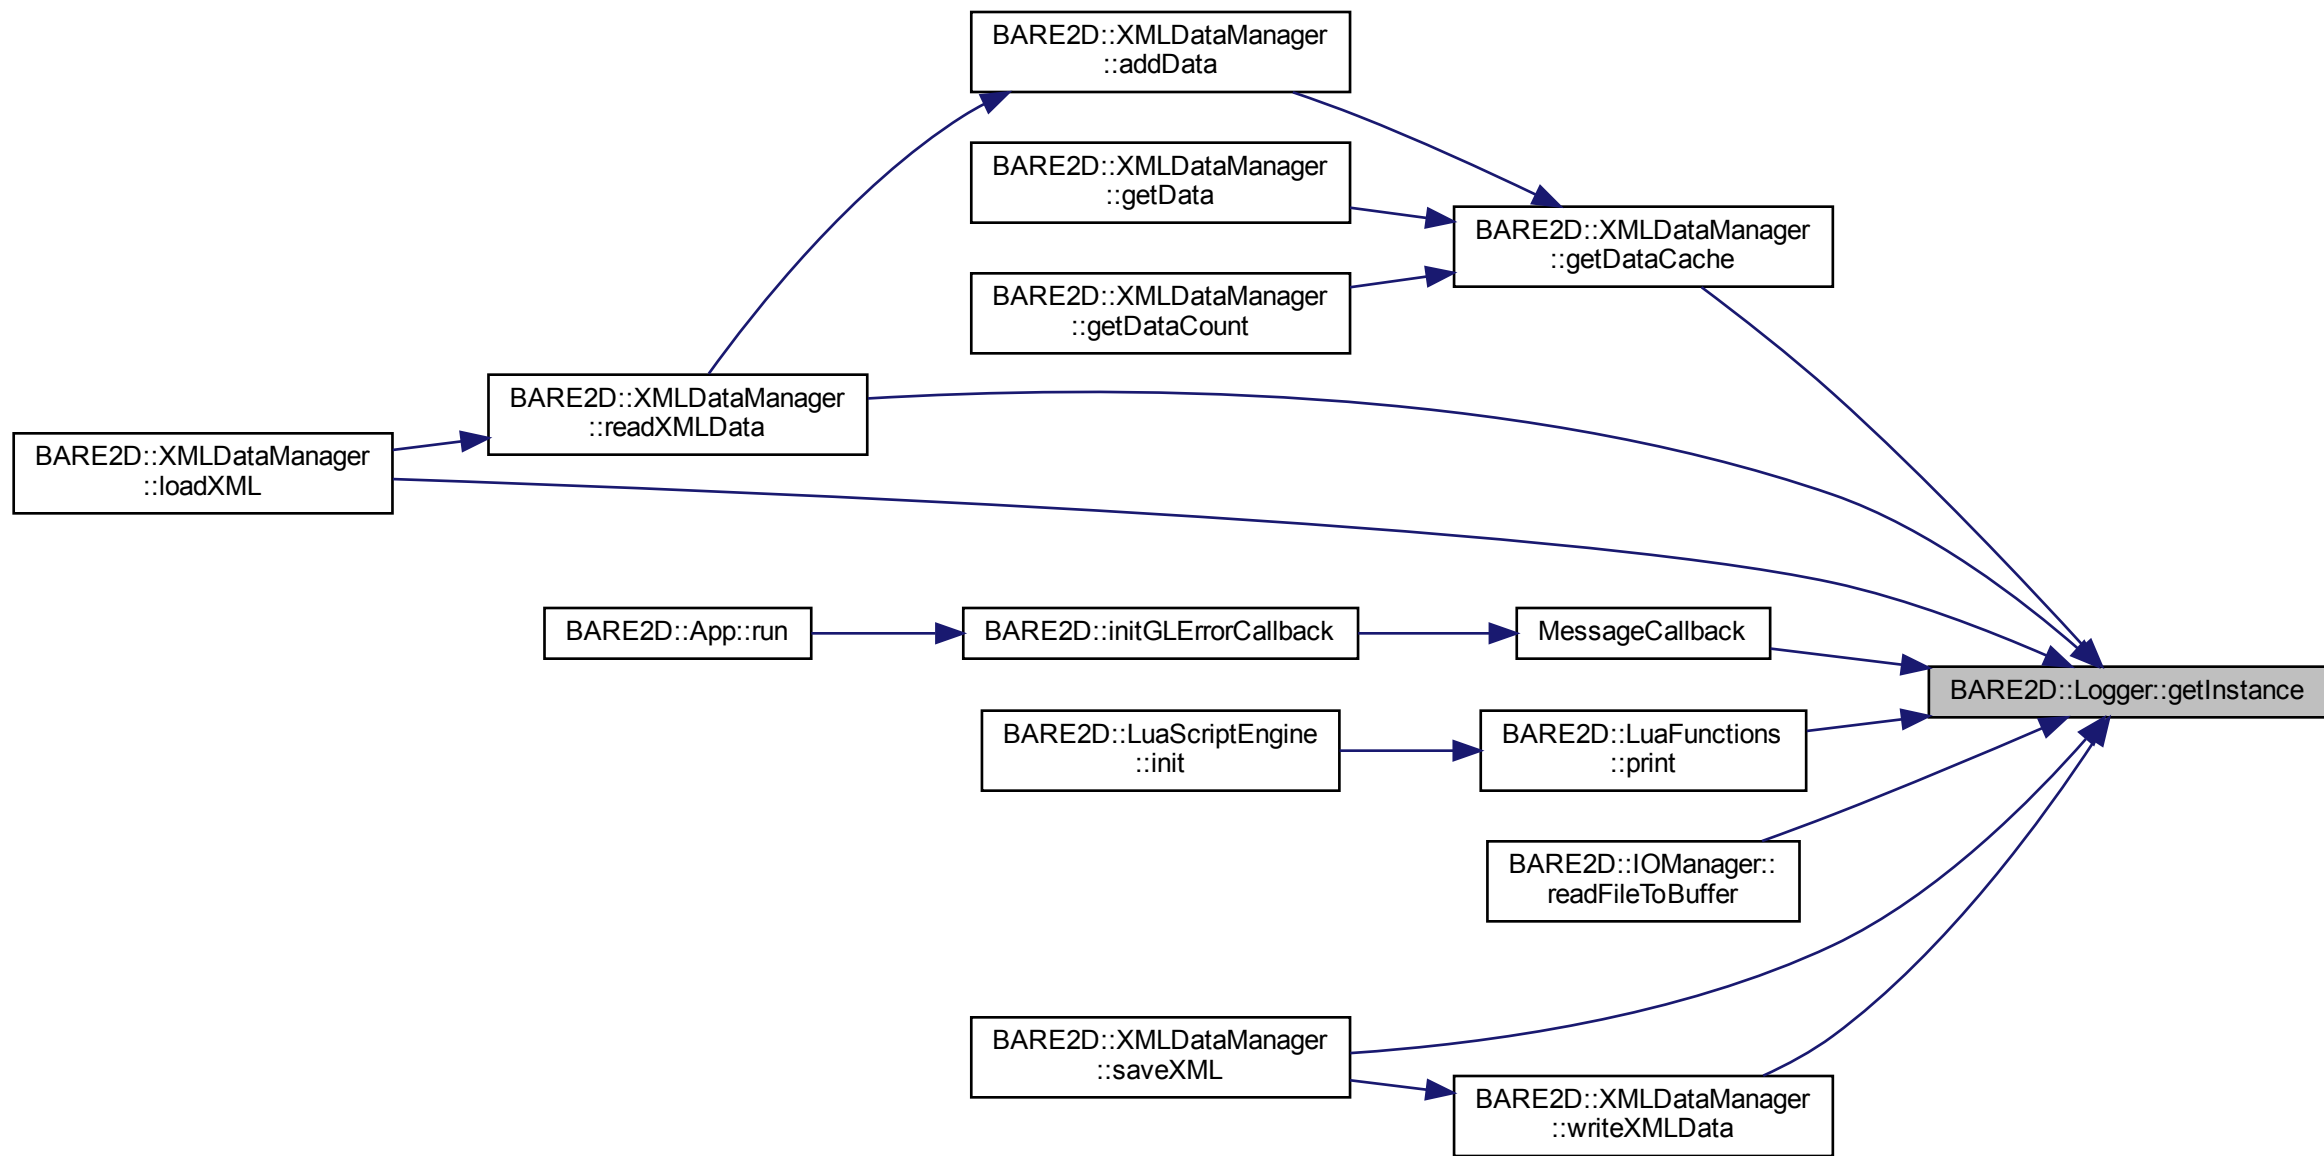 BARE2D::XMLDataManager
::addData
BARE2D::XMLDataManager
::getData
BARE2D::XMLDataManager
::getDataCache
BARE2D::XMLDataManager
::getDataCount
BARE2D::XMLDataManager
::readXMLData
BARE2D::XMLDataManager
::loadXML
BARE2D::App::run
BARE2D::initGLErrorCallback
MessageCallback
BARE2D::Logger::getInstance
BARE2D::LuaScriptEngine
::init
BARE2D::LuaFunctions
::print
BARE2D::IOManager::
readFileToBuffer
BARE2D::XMLDataManager
::saveXML
BARE2D::XMLDataManager
::writeXMLData